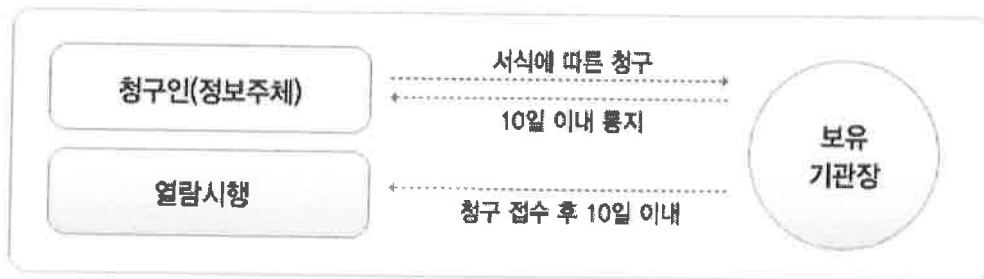 청구인(정보주체)
서식에 따른 청구
10일 이내 통지
보유
기관장
열람시행
청구 접수 후 10일 이내